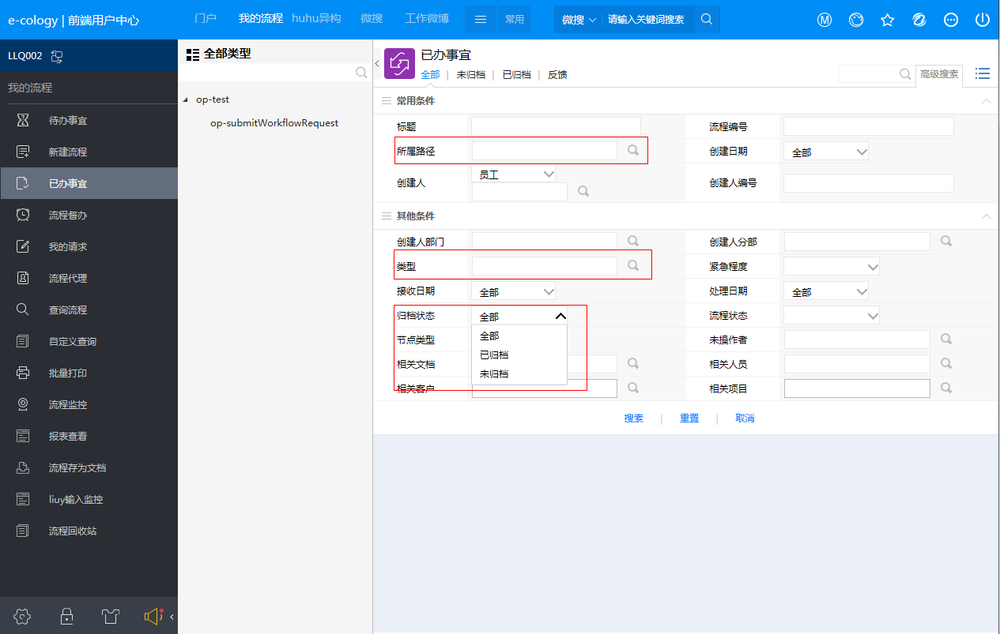 e-cology | 前端用户中心
门户 我的流程 huhu异构 微搜 工作微博 常用 微搜 请输入关键词搜索
LLQ002
我的流程
待办事宜
新建流程
已办事宜
流程督办
我的请求
流程代理
查询流程
自定义查询
批量打印
流程监控
报表查看
流程存为文档
liuy输入监控
流程回收站
全部类型
op-test
op-submitWorkflowRequest
已办事宜
全部 | 未归档 | 已归档 | 反馈
高级搜索
常用条件
标题 流程编号
所属路径 创建日期 全部
创建人 员工 创建人编号
其他条件
创建人部门 创建人分部
类型 紧急程度
接收日期 全部 处理日期 全部
归档状态 全部 流程状态
节点类型 全部 未操作者
相关文档 已归档 相关人员
相关客户 未归档 相关项目
搜索 | 重置 | 取消